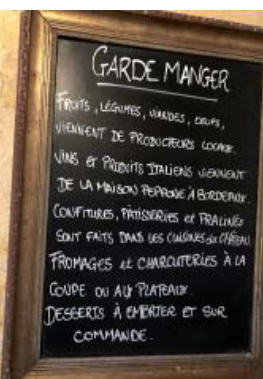 GARDE MANGER
FRUITS, LÉGUMES, VIANDES, OEUFS,
VIENNENT DE PRODUCTEURS LOCAUX.
VINS ET PRODUITS ITALIENS VIENNENT
DE LA MAISON PEPPONE À BORDEAUX.
CONFITURES, PÂTISSERIES ET PRALINÉS
SONT FAITS DANS LES CUISINES du CHÂTEAU
FROMAGES et CHARCUTERIES À LA
COUPE OU AUX PLATEAUX
DESSERTS À EMPORTER ET SUR
COMMANDE.